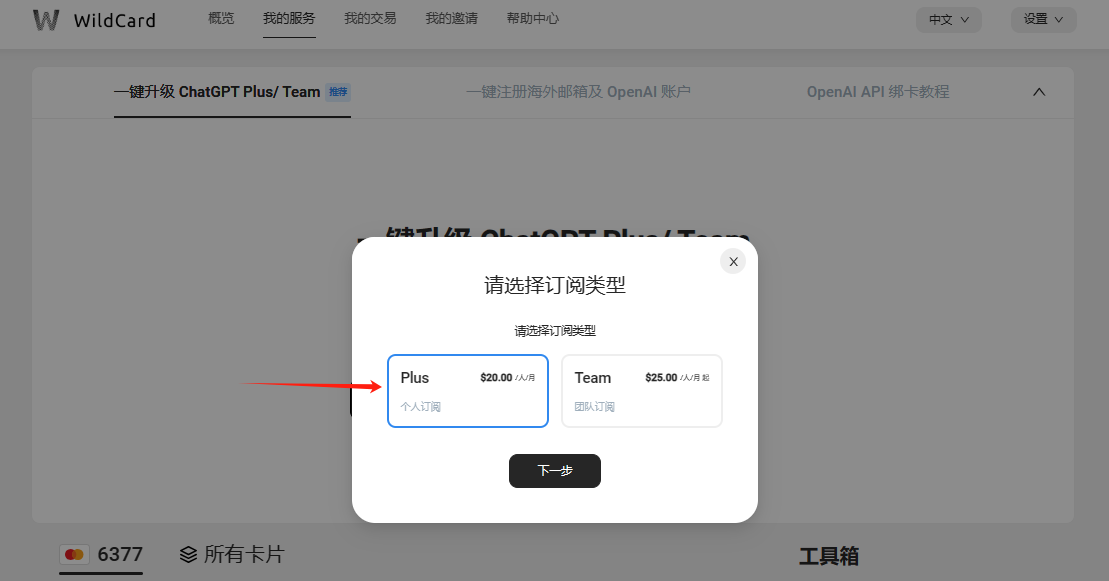 WildCard 概览 我的服务 我的交易 我的邀请 帮助中心 中文 设置
一键升级 ChatGPT Plus/ Team 推荐 一键注册海外邮箱及 OpenAI 账户 OpenAI API 绑卡教程
一键升级 ChatGPT Plus/ Team
X
请选择订阅类型
请选择订阅类型
Plus $20.00 /人/月 Team $25.00 /人/月 起
个人订阅 团队订阅
下一步
6377 所有卡片 工具箱